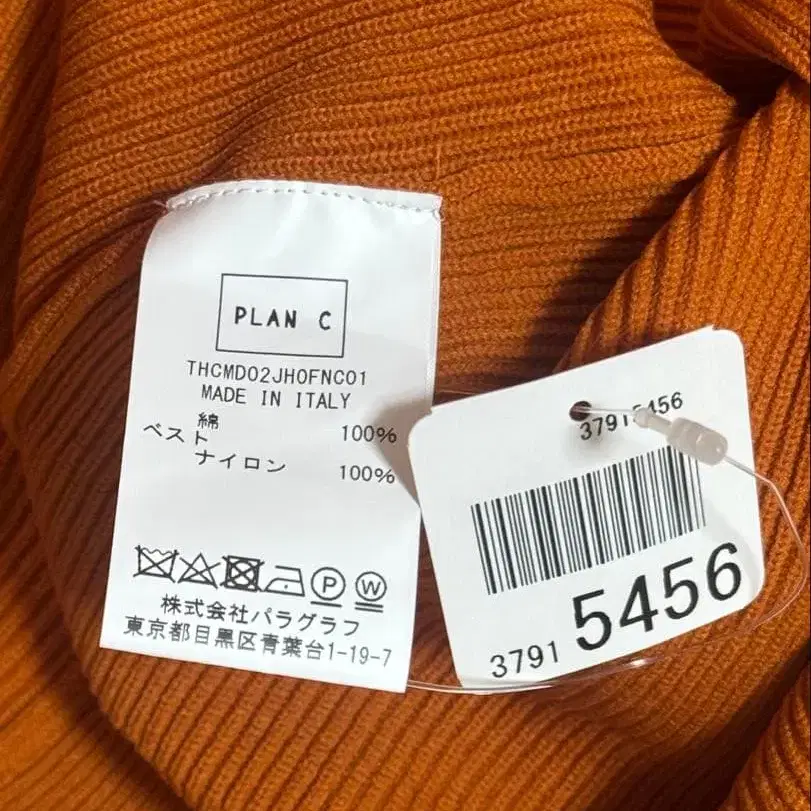 PLAN C
THCMD02JH0FNC01
MADE IN ITALY
綿 100%
ベスト
ナイロン 100%
P W
株式会社パラグラフ
東京都目黒区青葉台1-19-7
37915456
3791 5456